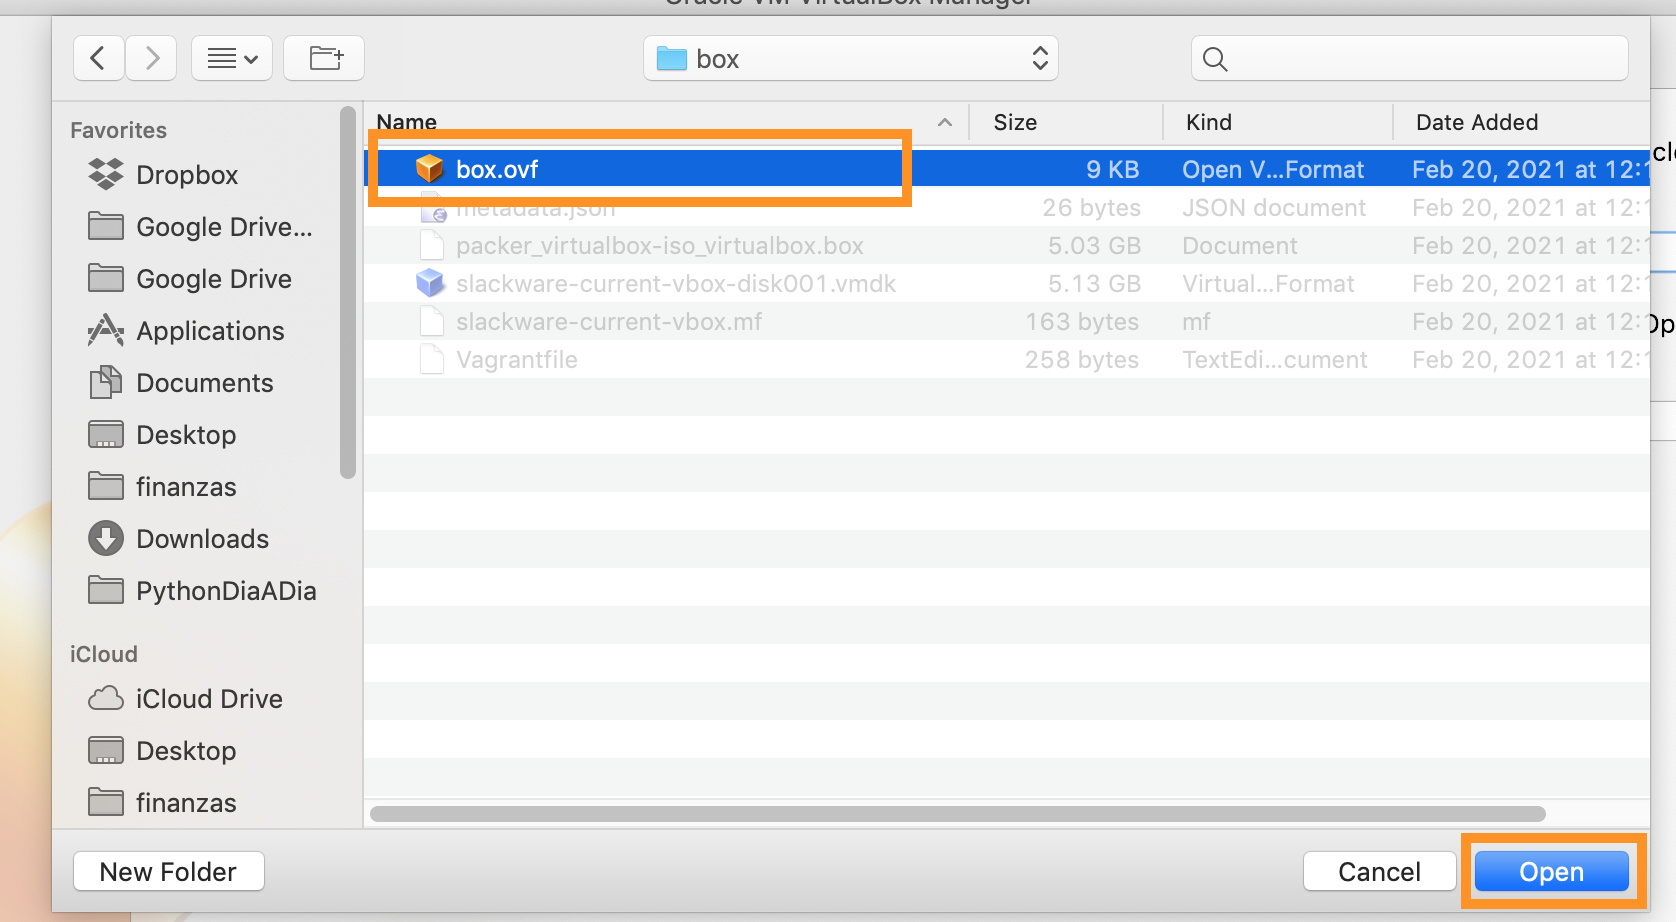 Oracle VM VirtualBox Manager
box
Favorites
Dropbox
Google Drive...
Google Drive
Applications
Documents
Desktop
finanzas
Downloads
PythonDiaADia
iCloud
iCloud Drive
Desktop
finanzas
Name Size Kind Date Added
box.ovf 9 KB Open V...Format Feb 20, 2021 at 12:1
metadata.json 26 bytes JSON document Feb 20, 2021 at 12:1
packer_virtualbox-iso_virtualbox.box 5.03 GB Document Feb 20, 2021 at 12:1
slackware-current-vbox-disk001.vmdk 5.13 GB Virtual...Format Feb 20, 2021 at 12:1
slackware-current-vbox.mf 163 bytes mf Feb 20, 2021 at 12:1
Vagrantfile 258 bytes TextEdi...cument Feb 20, 2021 at 12:1
New Folder Cancel Open